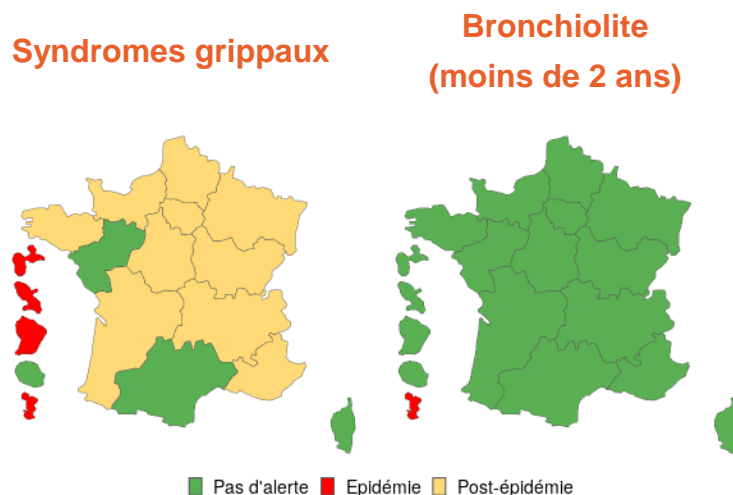 Syndromes grippaux
Bronchiolite
(moins de 2 ans)
Pas d'alerte Epidémie Post-épidémie